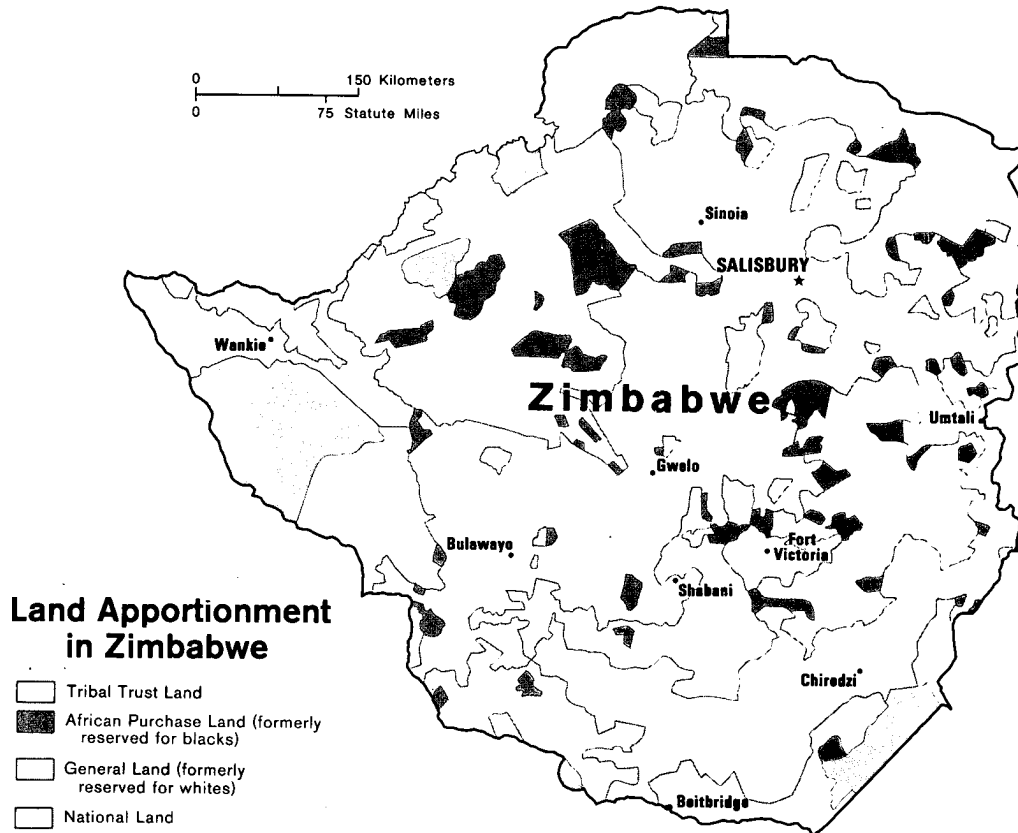 0 150 Kilometers
0 75 Statute Miles
Sinoia
SALISBURY
Wankie
Zimbabwe
Umtali
Gwelo
Bulawayo
Fort
Victoria
Shabani
Chiredzi
Beitbridge
Land Apportionment
in Zimbabwe
Tribal Trust Land
African Purchase Land (formerly
reserved for blacks)
General Land (formerly
reserved for whites)
National Land